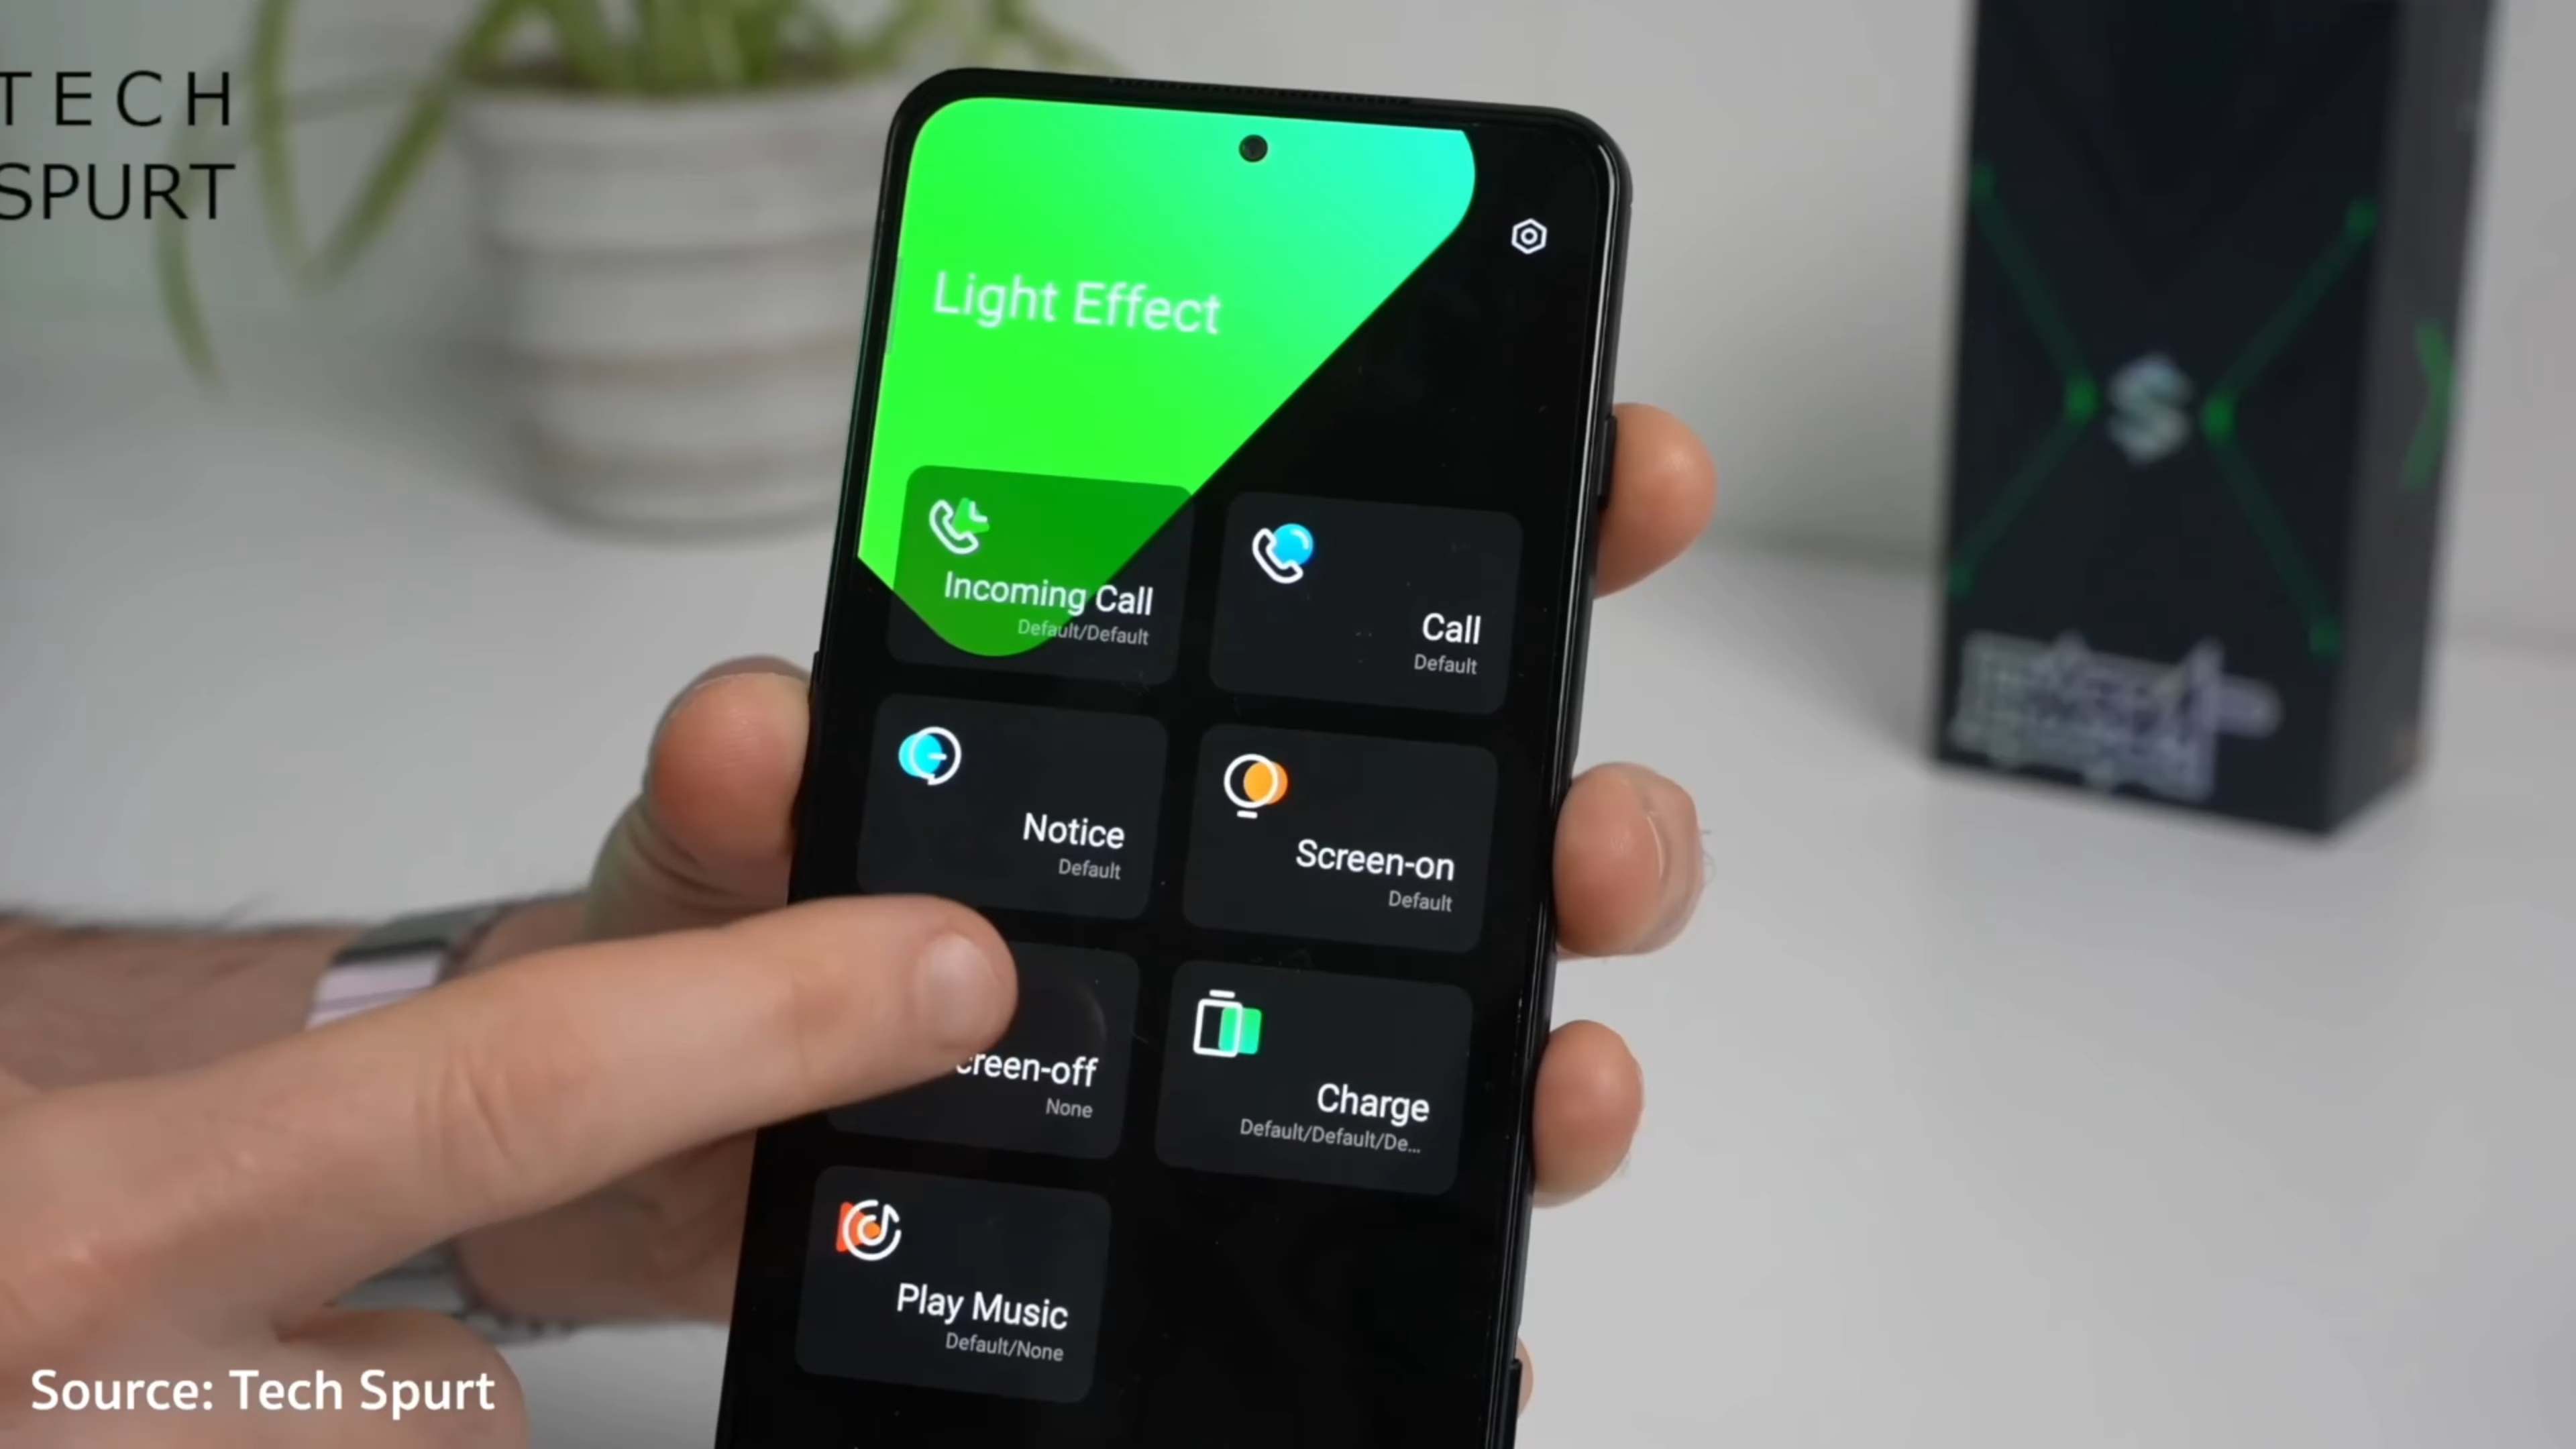 TECH
SPURT
Light Effect
Incoming Call
Default/Default
Call
Default
Notice
Default
Screen-on
Default
creen-off
None
Charge
Default/Default/De...
Play Music
Default/None
Source: Tech Spurt